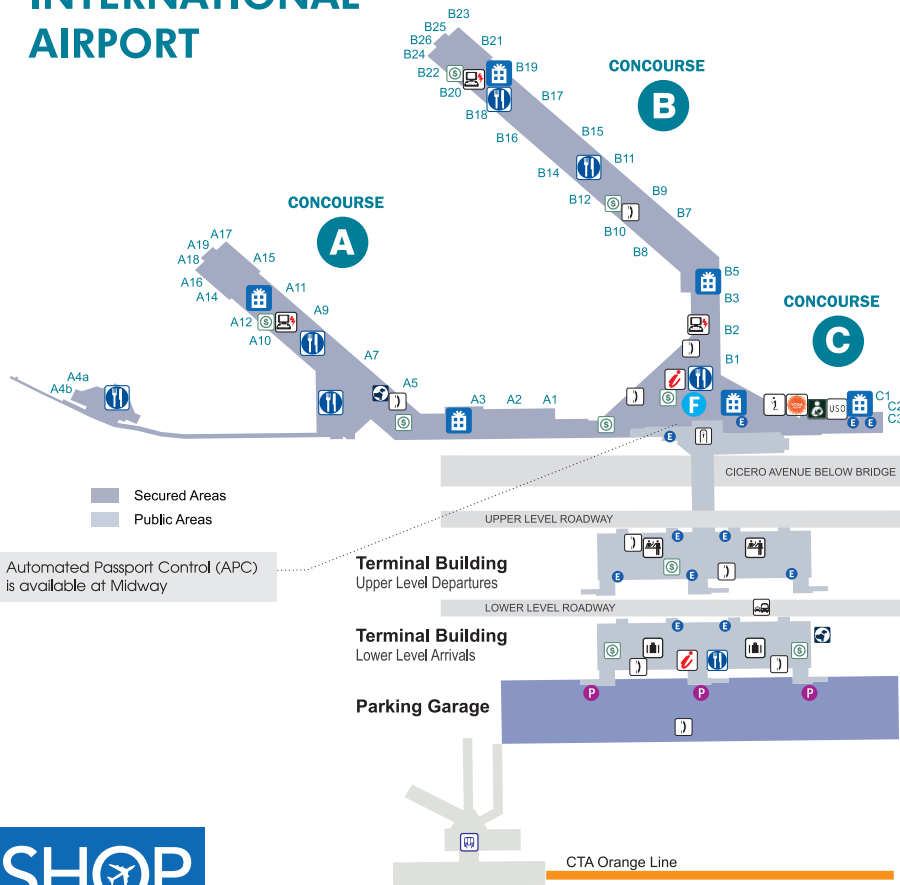 INTERNATIONAL
AIRPORT
B23
B25
B26
B21
B24
B22
B19
B20
B17
B18
B16
B15
B11
B14
B9
B12
B7
B10
B8
CONCOURSE
B
CONCOURSE
A
A17
A19
A18
A15
A16
A14
A11
A9
A12
A10
A7
A5
A4a
A4b
A3
A2
A1
B5
B3
B2
B1
CONCOURSE
C
F
USO
C1
C2
C3
E
E
E
E
CICERO AVENUE BELOW BRIDGE
Secured Areas
Public Areas
UPPER LEVEL ROADWAY
Automated Passport Control (APC)
is available at Midway
Terminal Building
Upper Level Departures
E
E
E
E
E
LOWER LEVEL ROADWAY
Terminal Building
Lower Level Arrivals
E
E
Parking Garage
P
P
P
CTA Orange Line
SHOP